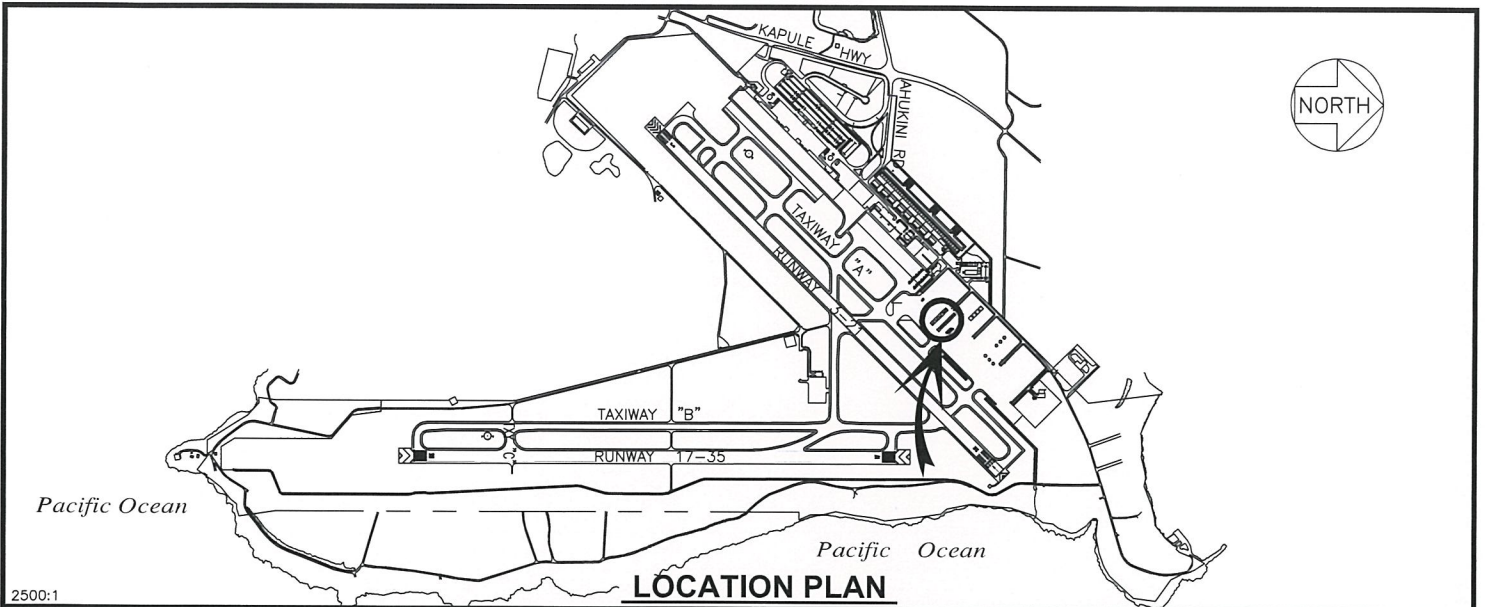 KAPULE HWY
NORTH
AHUKINI RD
TAXIWAY "A"
RUNWAY
TAXIWAY "B"
"C"
RUNWAY 17-35
Pacific Ocean
Pacific Ocean
LOCATION PLAN
2500:1